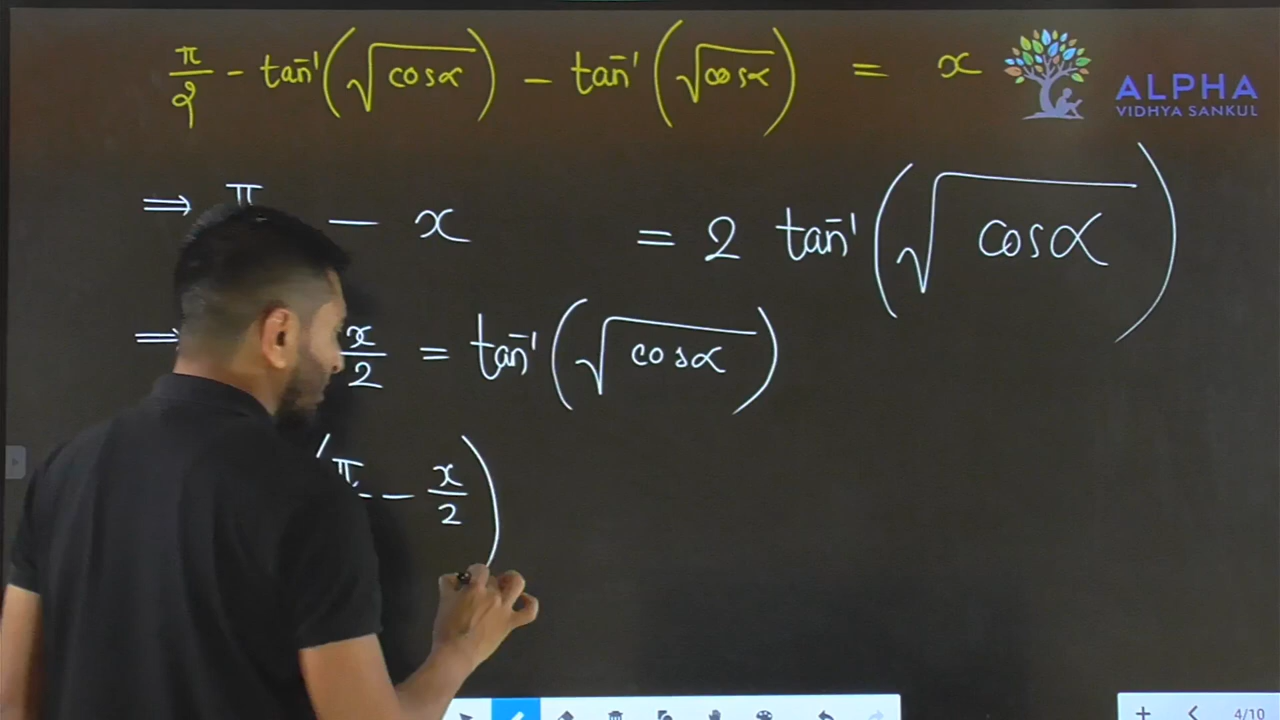 π/2 - tan⁻¹(√cosα) - tan⁻¹(√cosα) = x
ALPHA
VIDHYA SANKUL
⇒ π - x = 2 tan⁻¹(√cosα)
⇒ x/2 = tan⁻¹(√cosα)
(π - x/2)
4/10